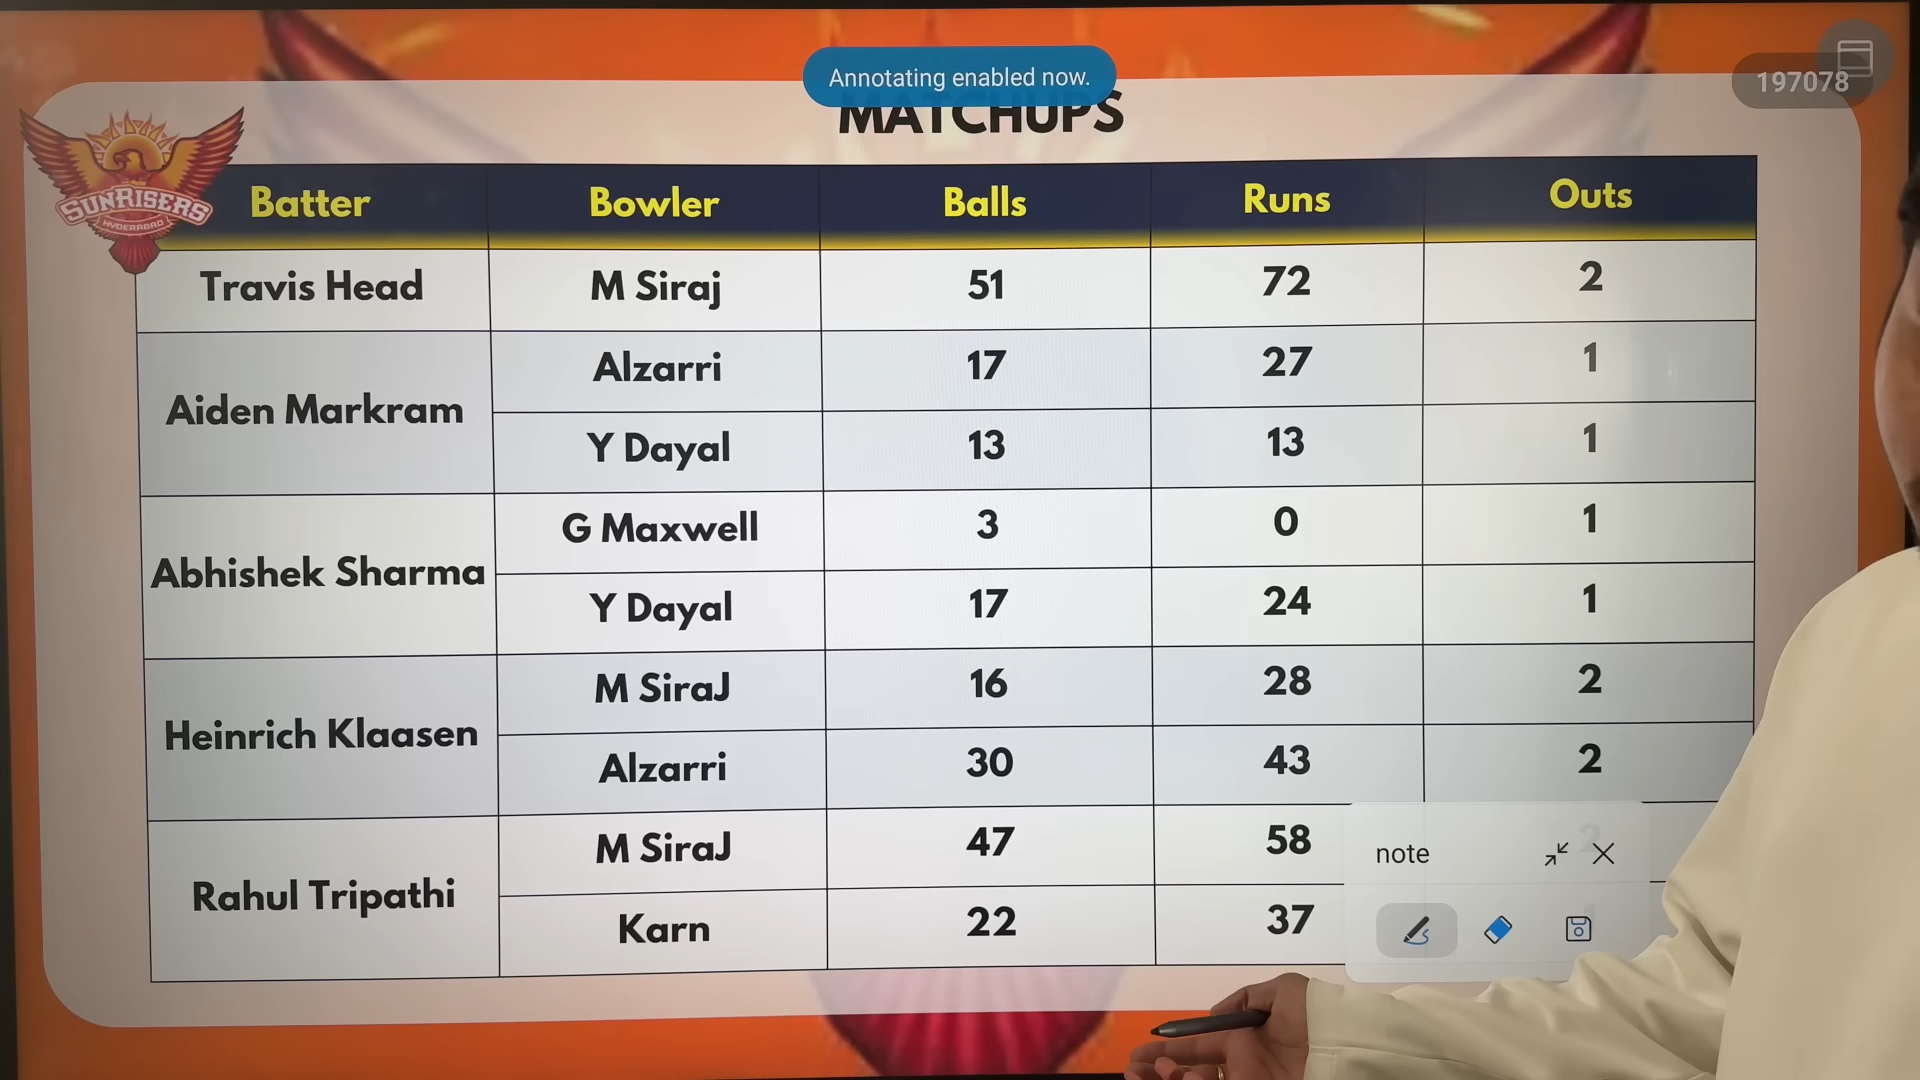 Annotating enabled now.
197078
MATCHUPS
SUNRISERS
HYDERABAD
Batter Bowler Balls Runs Outs
Travis Head M Siraj 51 72 2
Aiden Markram Alzarri 17 27 1
Y Dayal 13 13 1
Abhishek Sharma G Maxwell 3 0 1
Y Dayal 17 24 1
Heinrich Klaasen M SiraJ 16 28 2
Alzarri 30 43 2
Rahul Tripathi M SiraJ 47 58 2
Karn 22 37
note